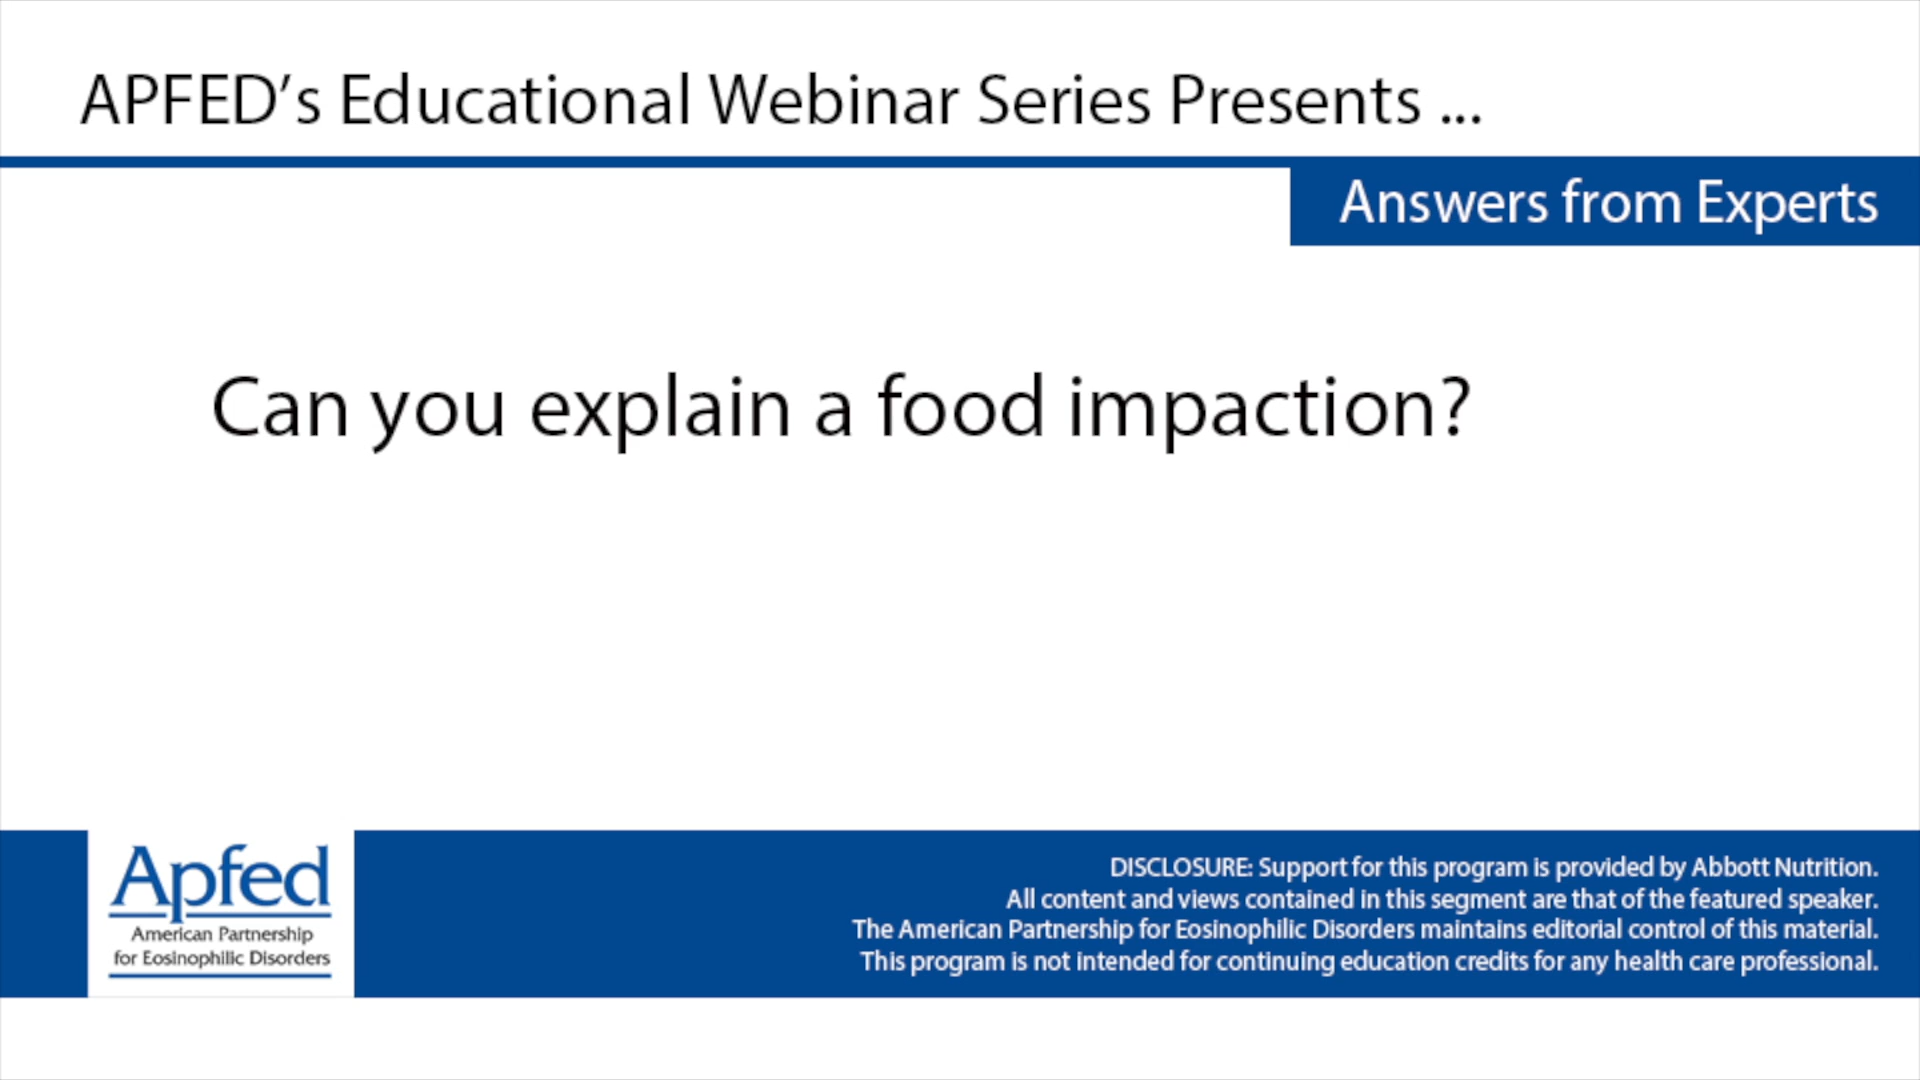 APFED’s Educational Webinar Series Presents ...
Answers from Experts
Can you explain a food impaction?
Apfed
American Partnership
for Eosinophilic Disorders
DISCLOSURE: Support for this program is provided by Abbott Nutrition.
All content and views contained in this segment are that of the featured speaker.
The American Partnership for Eosinophilic Disorders maintains editorial control of this material.
This program is not intended for continuing education credits for any health care professional.